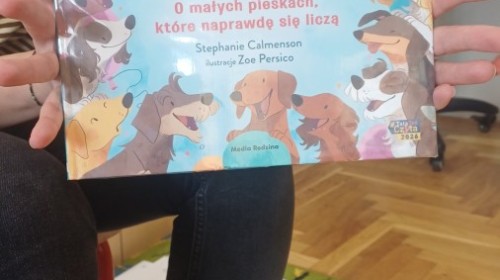 O małych pieskach,
które naprawdę się liczą
Stephanie Calmenson
ilustracje Zoe Persico
Media Rodzina